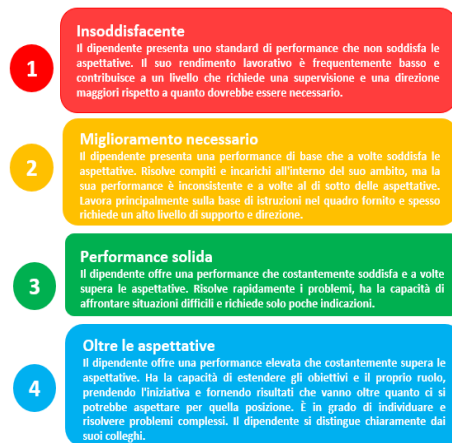 Insoddisfacente
Il dipendente presenta uno standard di performance che non soddisfa le
aspettative. Il suo rendimento lavorativo è frequentemente basso e
contribuisce a un livello che richiede una supervisione e una direzione
maggiori rispetto a quanto dovrebbe essere necessario.
1
Miglioramento necessario
Il dipendente presenta una performance di base che a volte soddisfa le
aspettative. Risolve compiti e incarichi all'interno del suo ambito, ma la
sua performance è inconsistente e a volte al di sotto delle aspettative.
Lavora principalmente sulla base di istruzioni nel quadro fornito e spesso
richiede un alto livello di supporto e direzione.
2
Performance solida
Il dipendente offre una performance che costantemente soddisfa e a volte
supera le aspettative. Risolve rapidamente i problemi, ha la capacità di
affrontare situazioni difficili e richiede solo poche indicazioni.
3
Oltre le aspettative
Il dipendente offre una performance elevata che costantemente supera le
aspettative. Ha la capacità di estendere gli obiettivi e il proprio ruolo,
prendendo l'iniziativa e fornendo risultati che vanno oltre quanto ci si
potrebbe aspettare per quella posizione. È in grado di individuare e
risolvere problemi complessi. Il dipendente si distingue chiaramente dai
suoi colleghi.
4